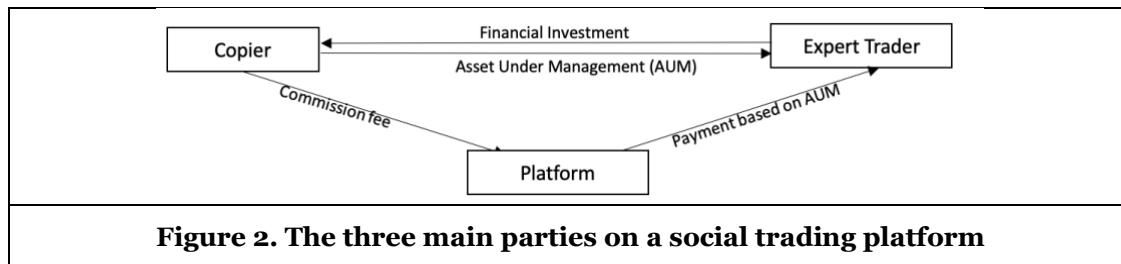 Financial Investment
Copier
Expert Trader
Asset Under Management (AUM)
Commission fee
Payment based on AUM
Platform
Figure 2. The three main parties on a social trading platform